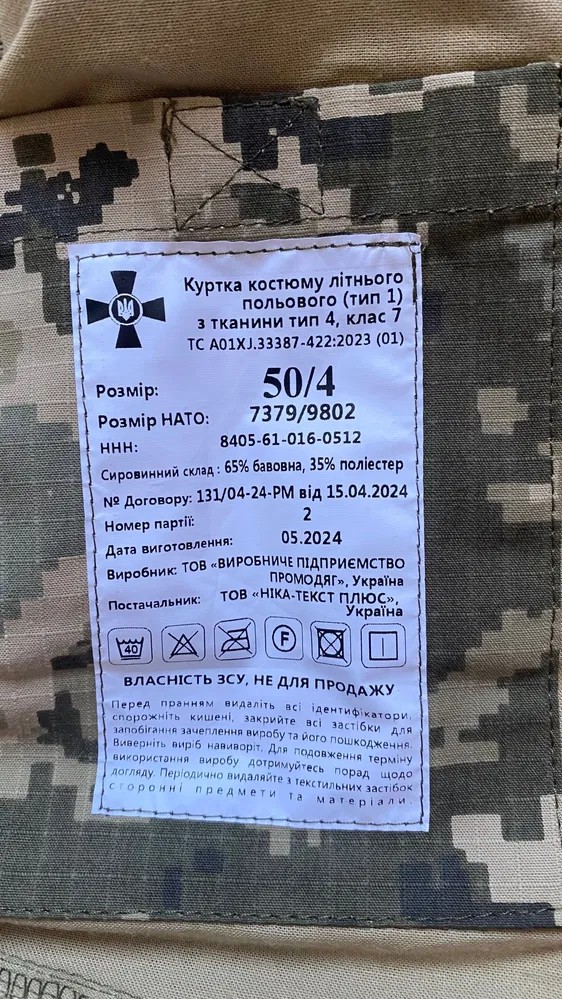 Куртка костюму літнього
польового (тип 1)
з тканини тип 4, клас 7
ТС А01XJ.33387-422:2023 (01)
Розмір: 50/4
Розмір НАТО: 7379/9802
ННН: 8405-61-016-0512
Сировинний склад : 65% бавовна, 35% поліестер
№ Договору: 131/04-24-РМ від 15.04.2024
Номер партії: 2
Дата виготовлення: 05.2024
Виробник: ТОВ «ВИРОБНИЧЕ ПІДПРИЄМСТВО
ПРОМОДЯГ», Україна
Постачальник: ТОВ «НІКА-ТЕКСТ ПЛЮС»,
Україна
40 F
ВЛАСНІСТЬ ЗСУ, НЕ ДЛЯ ПРОДАЖУ
Перед пранням видаліть всі ідентифікатори,
спорожніть кишені, закрийте всі застібки для
запобігання зачеплення виробу та його пошкодження.
Виверніть виріб навиворіт. Для подовження терміну
використання виробу дотримуйтесь порад щодо
догляду. Періодично видаляйте з текстильних застібок
сторонні предмети та матеріали.